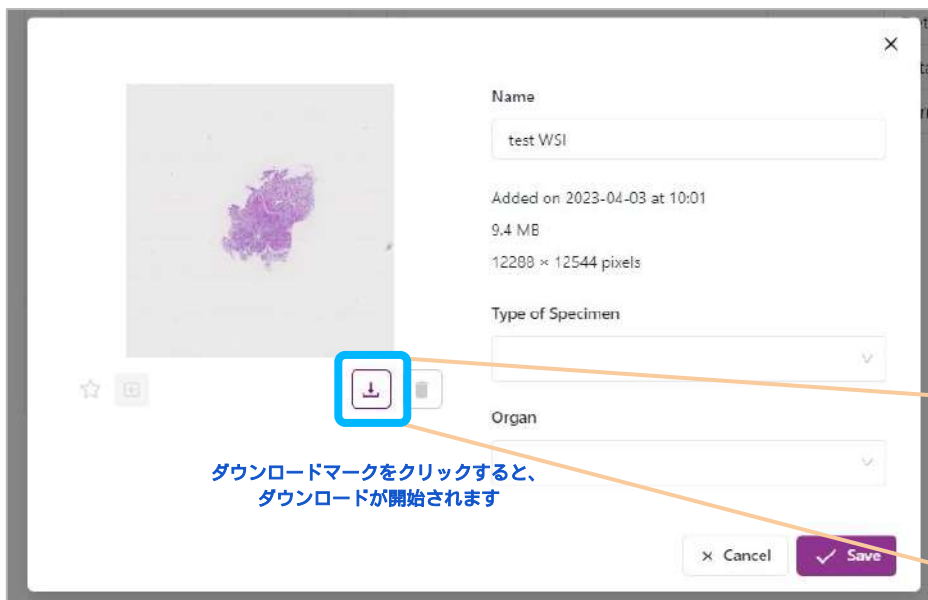 Name
test WSI
Added on 2023-04-03 at 10:01
9.4 MB
12288 × 12544 pixels
Type of Specimen
Organ
ダウンロードマークをクリックすると、
ダウンロードが開始されます
Cancel
Save